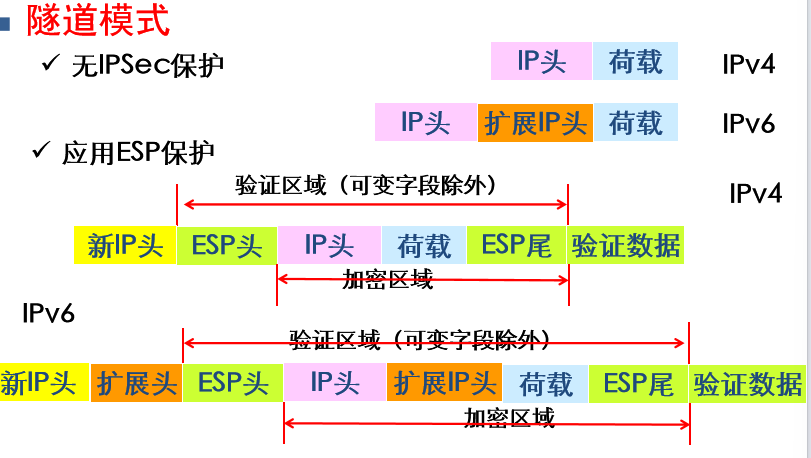 隧道模式
✓ 无IPSec保护
IP头 荷载 IPv4
IP头 扩展IP头 荷载 IPv6
✓ 应用ESP保护
验证区域（可变字段除外） IPv4
新IP头 ESP头 IP头 荷载 ESP尾 验证数据
加密区域
IPv6
验证区域（可变字段除外）
新IP头 扩展头 ESP头 IP头 扩展IP头 荷载 ESP尾 验证数据
加密区域